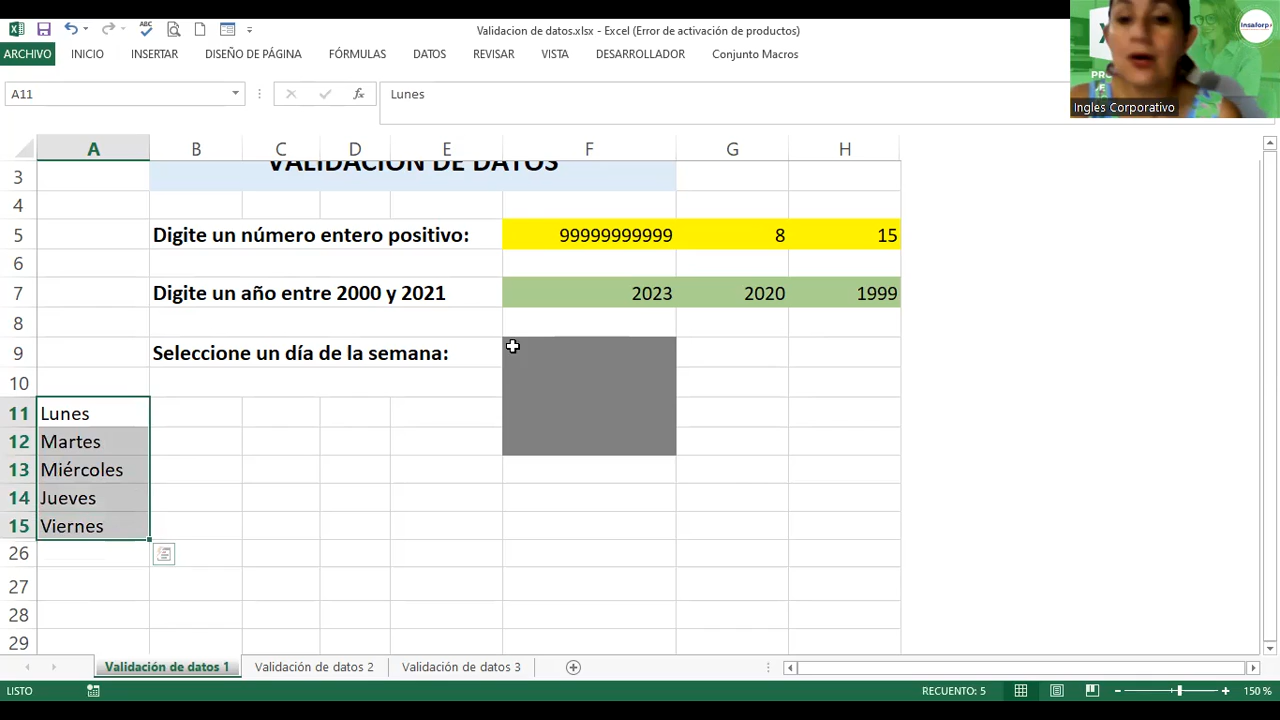 Validacion de datos.xlsx - Excel (Error de activación de productos)
ARCHIVO INICIO INSERTAR DISEÑO DE PÁGINA FÓRMULAS DATOS REVISAR VISTA DESARROLLADOR Conjunto Macros
Insaforp
Ingles Corporativo
A11 fx Lunes
A B C D E F G H
3 VALIDACIÓN DE DATOS
4
5 Digite un número entero positivo: 99999999999 8 15
6
7 Digite un año entre 2000 y 2021 2023 2020 1999
8
9 Seleccione un día de la semana:
10
11 Lunes
12 Martes
13 Miércoles
14 Jueves
15 Viernes
26
27
28
29
Validación de datos 1 Validación de datos 2 Validación de datos 3
LISTO RECUENTO: 5 150 %